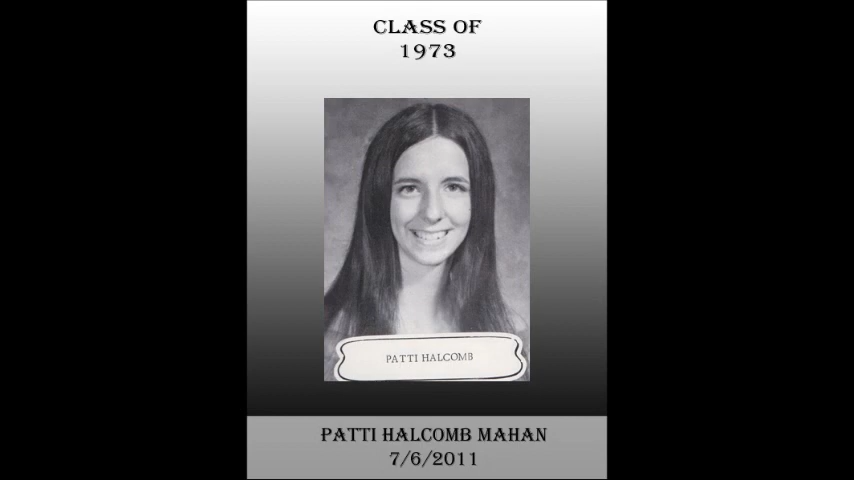 CLASS OF
1973
PATTI HALCOMB
PATTI HALCOMB MAHAN
7/6/2011